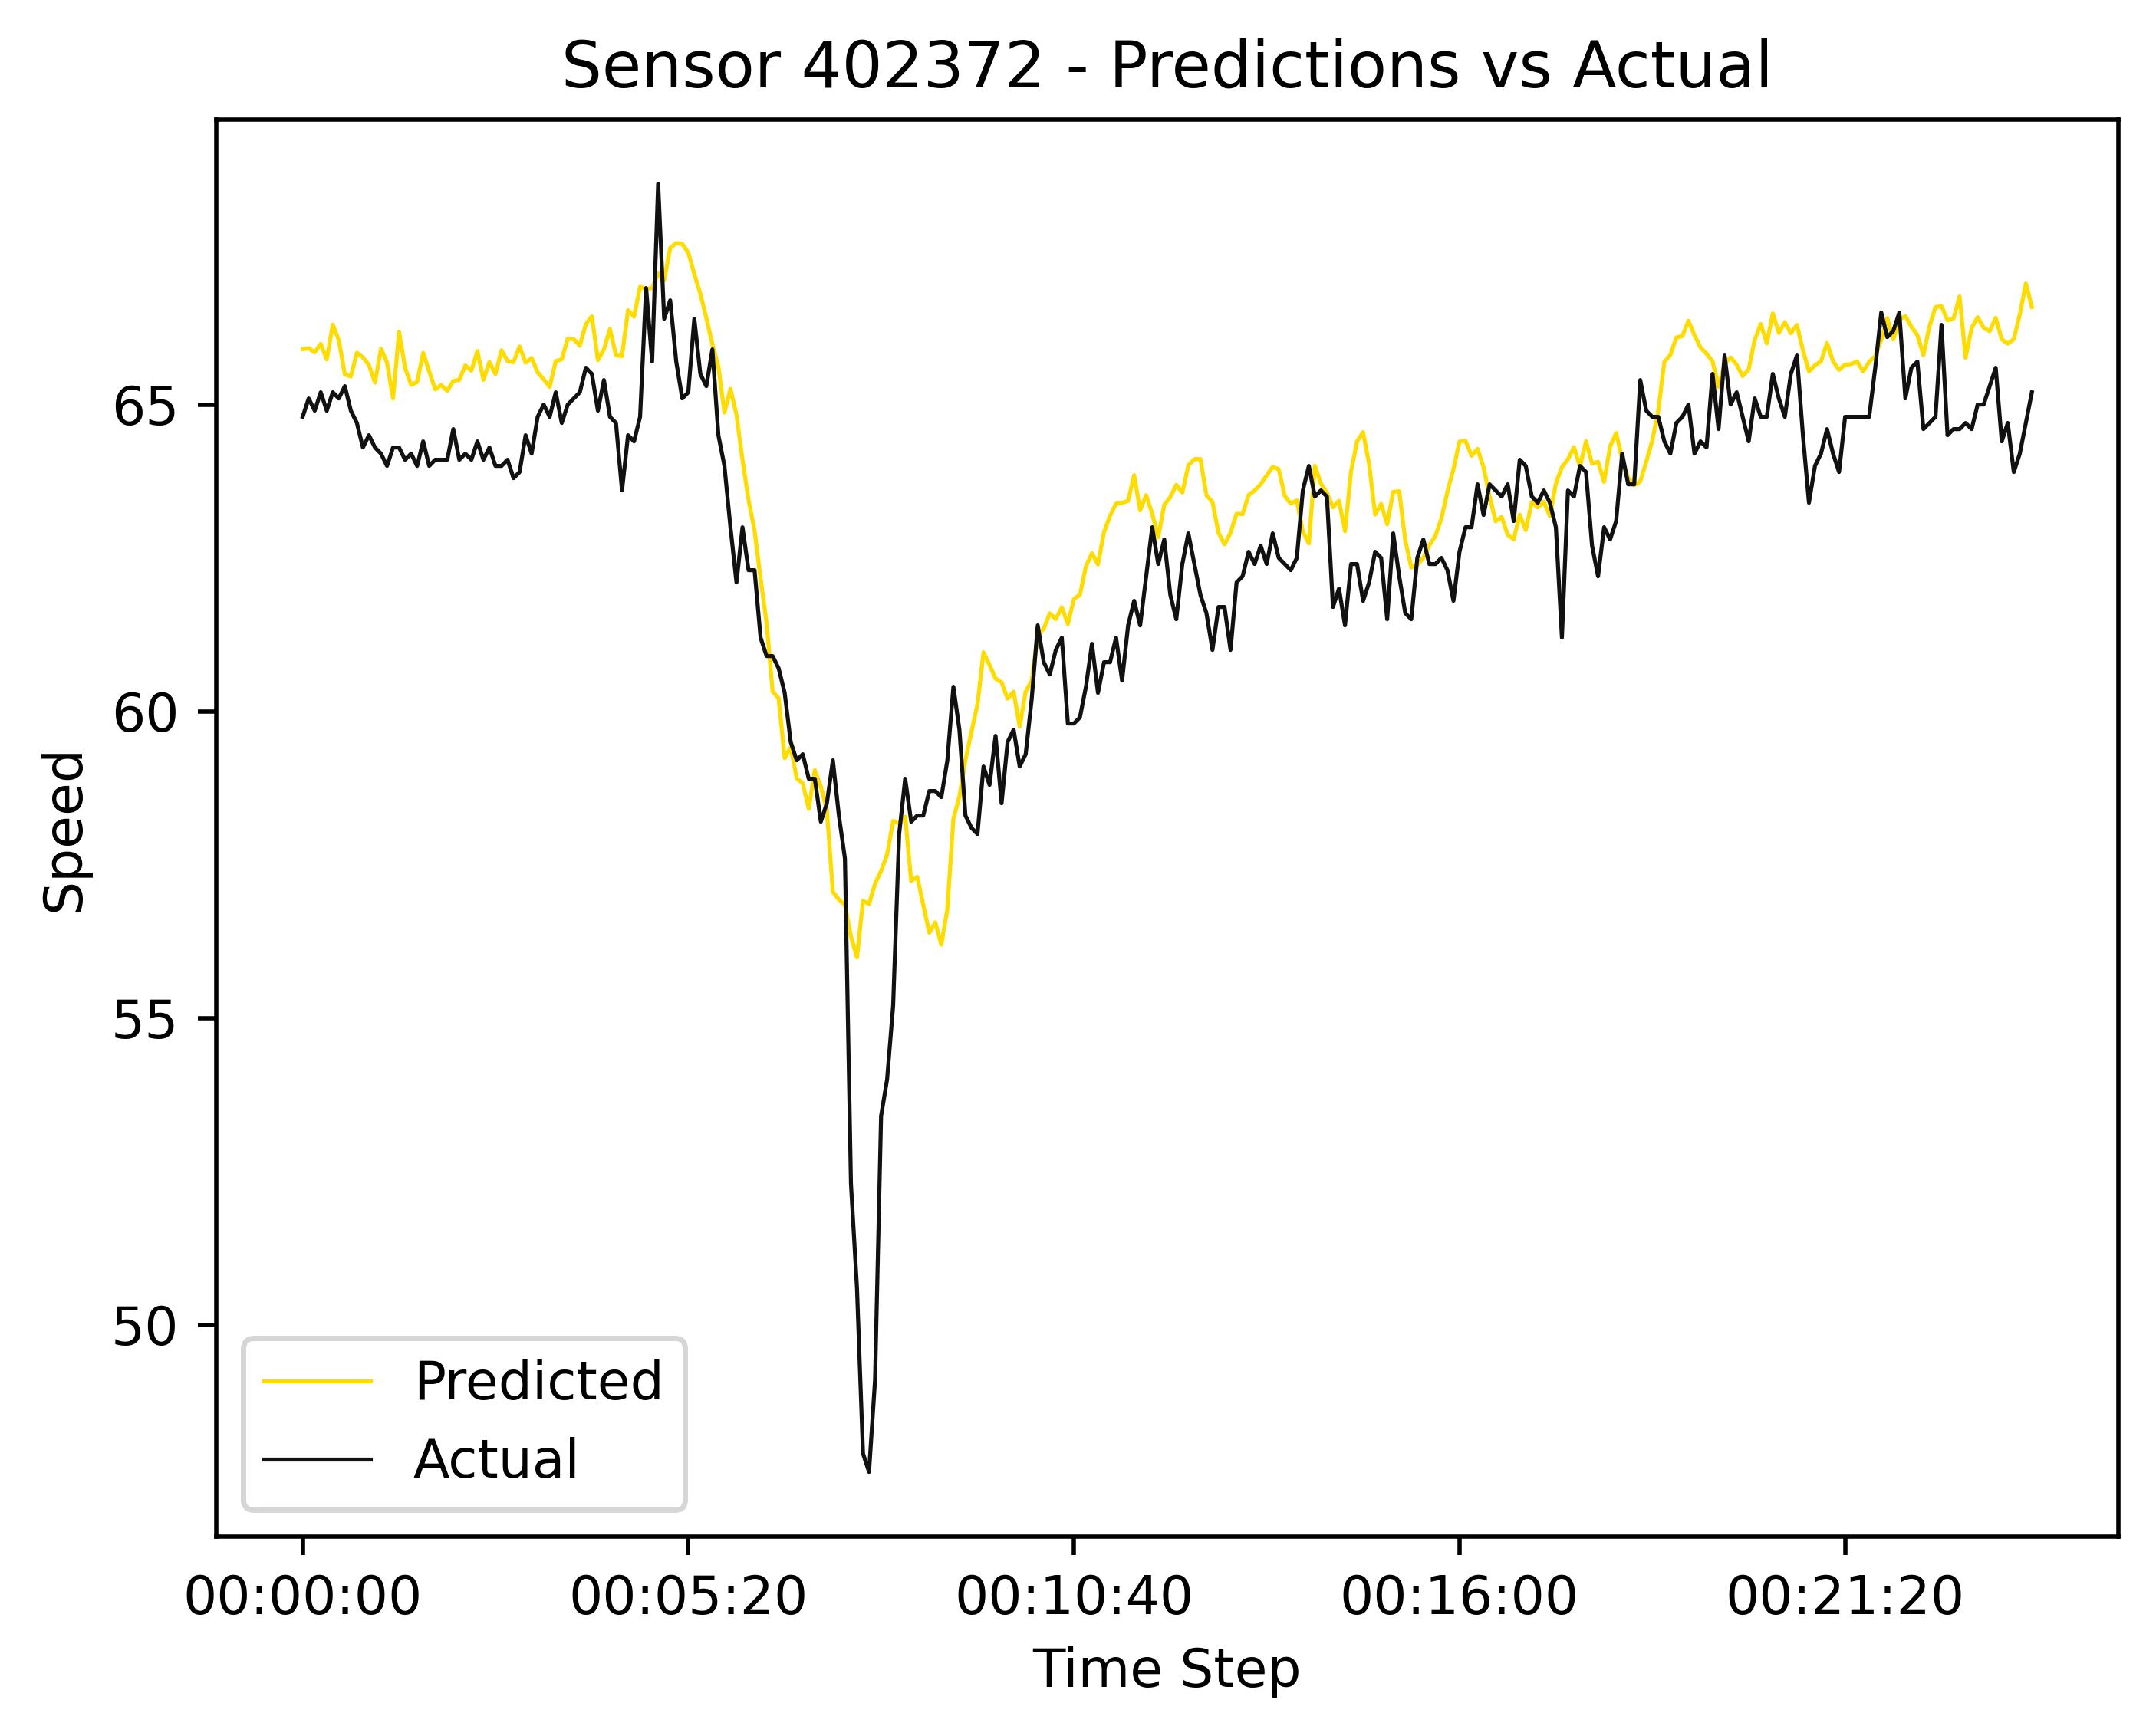 Sensor 402372 - Predictions vs Actual
Speed
65
60
55
50
Predicted
Actual
00:00:00 00:05:20 00:10:40 00:16:00 00:21:20
Time Step